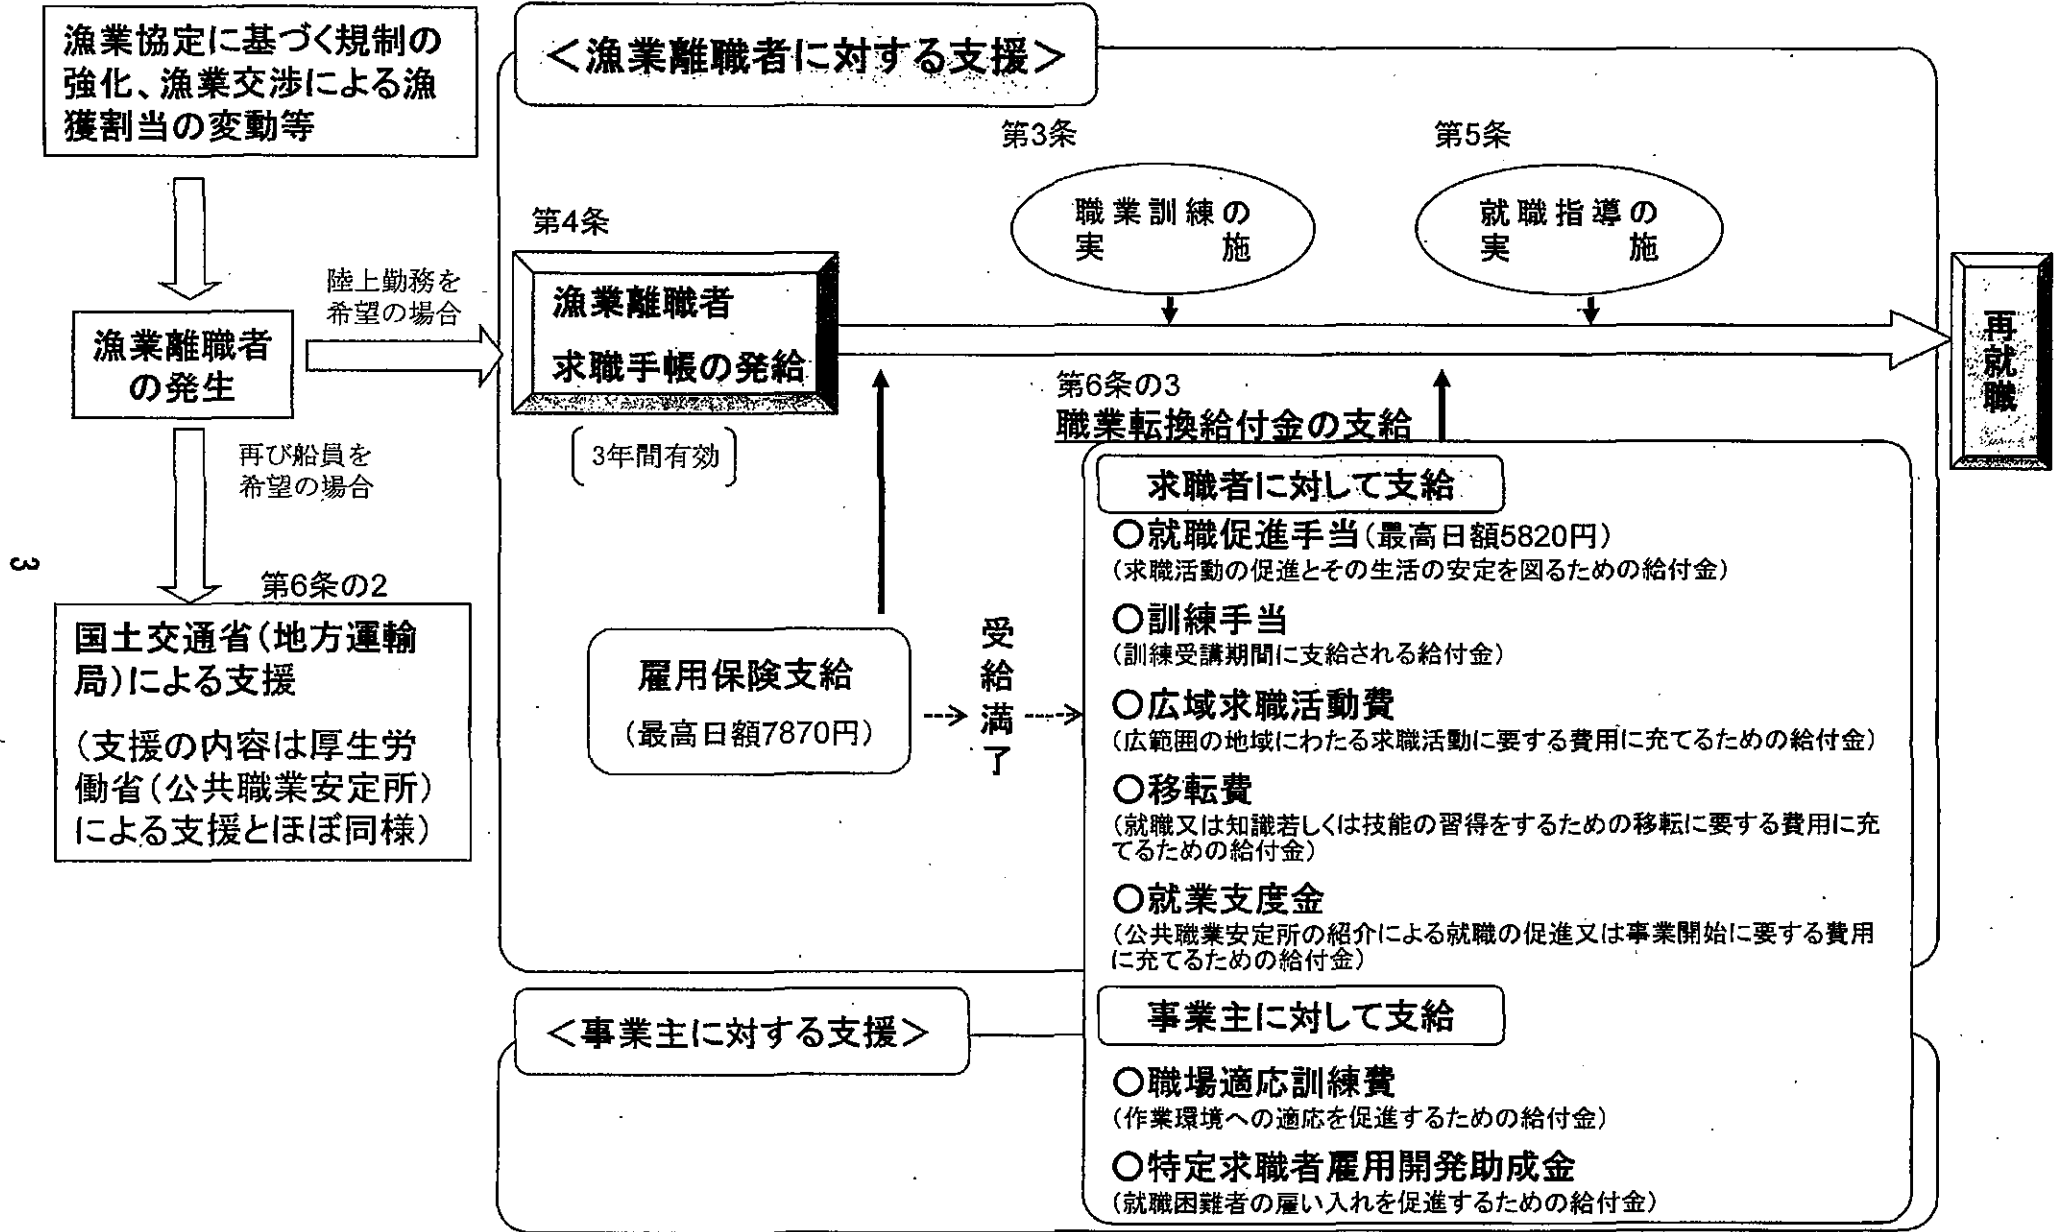 漁業協定に基づく規制の
強化、漁業交渉による漁
獲割当の変動等
漁業離職者
の発生
陸上勤務を
希望の場合
再び船員を
希望の場合
第6条の2
国土交通省(地方運輸
局)による支援
(支援の内容は厚生労
働省(公共職業安定所)
による支援とほぼ同様)
3
<漁業離職者に対する支援>
第4条
漁業離職者
求職手帳の発給
3年間有効
第3条
職業訓練の
実施
第5条
就職指導の
実施
再就職
雇用保険支給
(最高日額7870円)
受給満了
第6条の3
職業転換給付金の支給
求職者に対して支給
○就職促進手当(最高日額5820円)
(求職活動の促進とその生活の安定を図るための給付金)
○訓練手当
(訓練受講期間に支給される給付金)
○広域求職活動費
(広範囲の地域にわたる求職活動に要する費用に充てるための給付金)
○移転費
(就職又は知識若しくは技能の習得をするための移転に要する費用に充
てるための給付金)
○就業支度金
(公共職業安定所の紹介による就職の促進又は事業開始に要する費用
に充てるための給付金)
<事業主に対する支援>
事業主に対して支給
○職場適応訓練費
(作業環境への適応を促進するための給付金)
○特定求職者雇用開発助成金
(就職困難者の雇い入れを促進するための給付金)